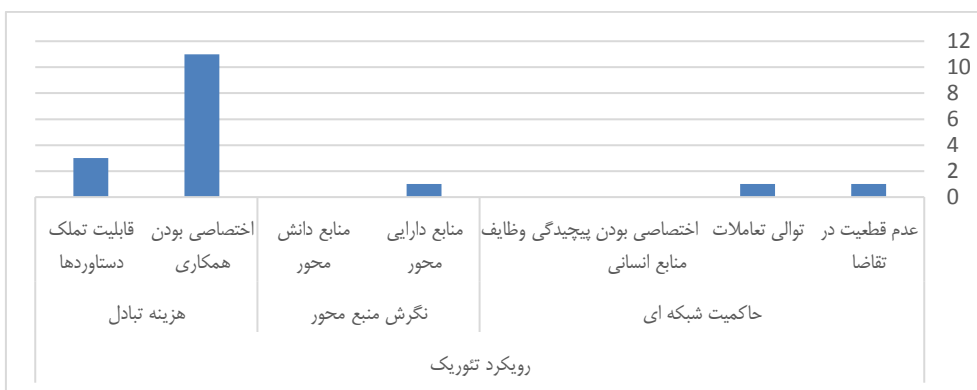 12
10
8
6
4
2
0
عدم قطعیت در
تقاضا
توالی تعاملات
اختصاصی بودن
منابع انسانی
پیچیدگی وظایف
منابع دارایی
محور
منابع دانش
محور
اختصاصی بودن
همکاری
قابلیت تملک
دستاوردها
حاکمیت شبکه ای
نگرش منبع محور
هزینه تبادل
رویکرد تئوریک